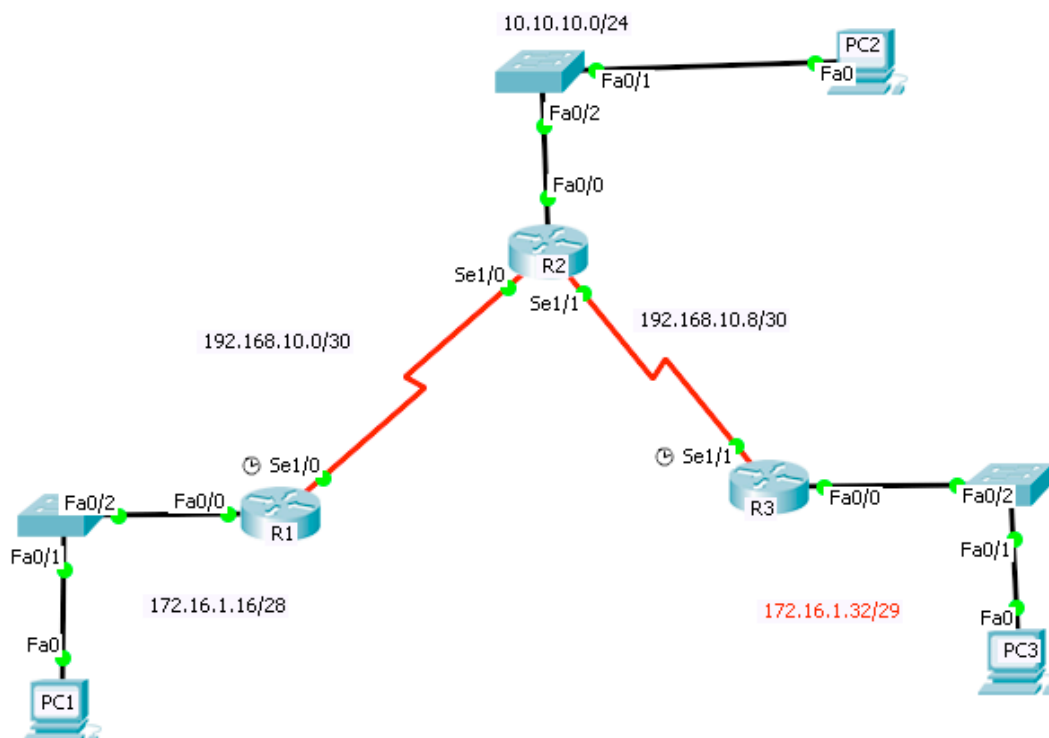 10.10.10.0/24
PC2
Fa0/1
Fa0
Fa0/2
Fa0/0
R2
Se1/0
Se1/1
192.168.10.8/30
192.168.10.0/30
Se1/0
Se1/1
Fa0/2
Fa0/0
R1
R3
Fa0/0
Fa0/2
Fa0/1
Fa0/1
172.16.1.16/28
172.16.1.32/29
Fa0
Fa0
PC3
PC1